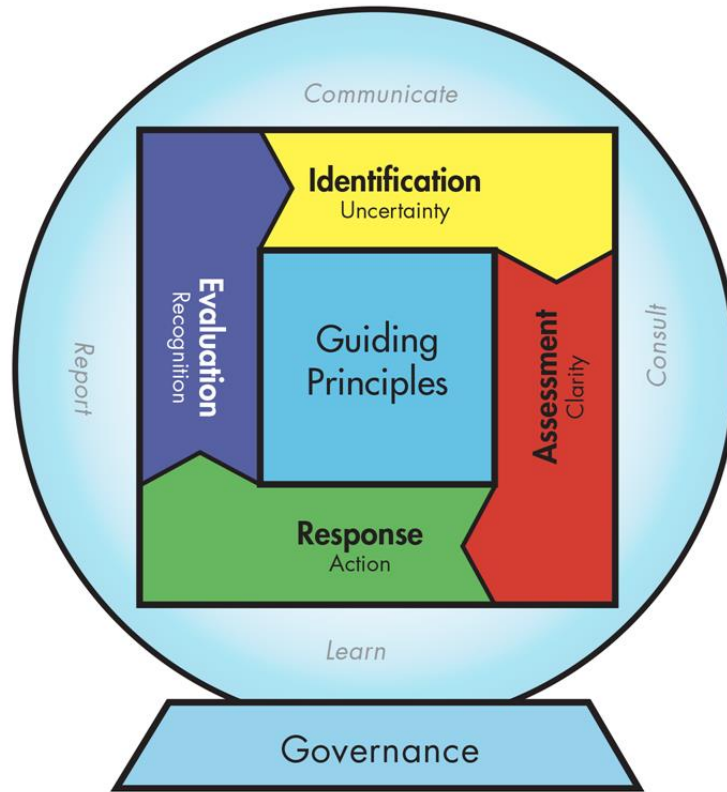 Communicate
Identification
Uncertainty
Evaluation
Recognition
Guiding
Principles
Assessment
Clarity
Report
Consult
Response
Action
Learn
Governance